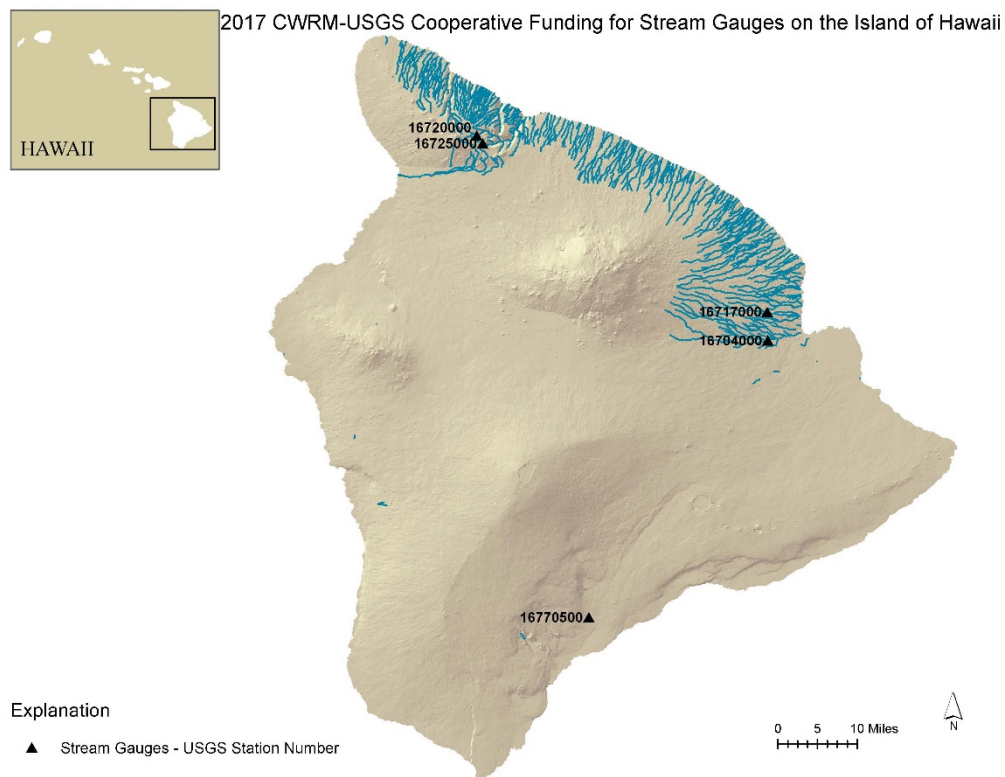 2017 CWRM-USGS Cooperative Funding for Stream Gauges on the Island of Hawaii
HAWAII
16720000
16725000
16717000
16704000
16770500
Explanation
Stream Gauges - USGS Station Number
0 5 10 Miles
N